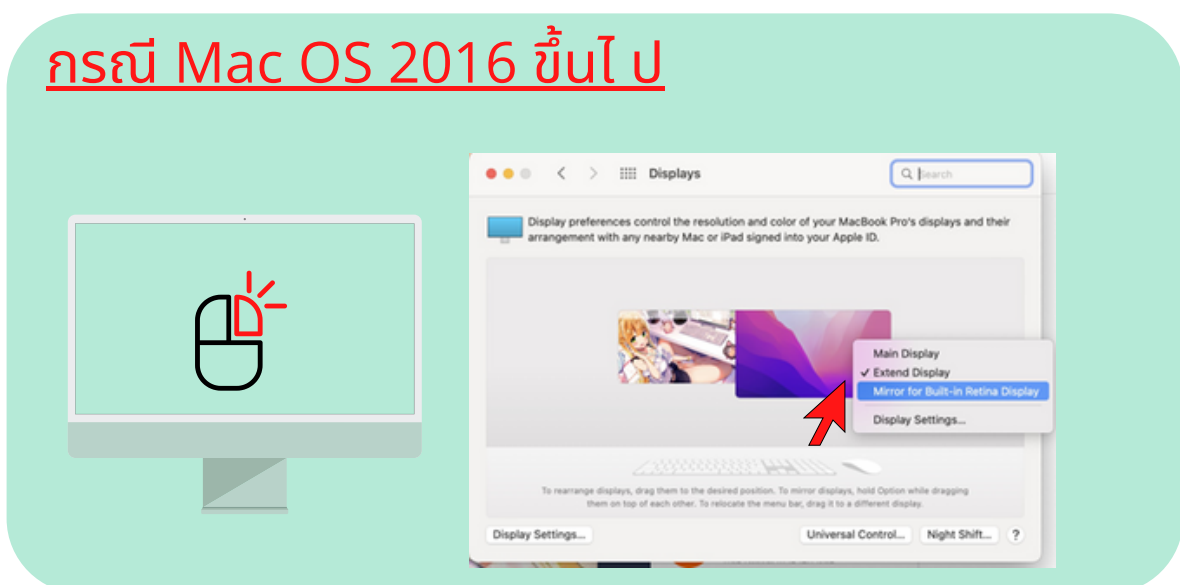 กรณี Mac OS 2016 ขึ้นไ ป
Displays
Search
Display preferences control the resolution and color of your MacBook Pro's displays and their
arrangement with any nearby Mac or iPad signed into your Apple ID.
Main Display
✓ Extend Display
Mirror for Built-in Retina Display
Display Settings...
To rearrange displays, drag them to the desired position. To mirror displays, hold Option while dragging
them on top of each other. To relocate the menu bar, drag it to a different display.
Display Settings...
Universal Control...
Night Shift...
?